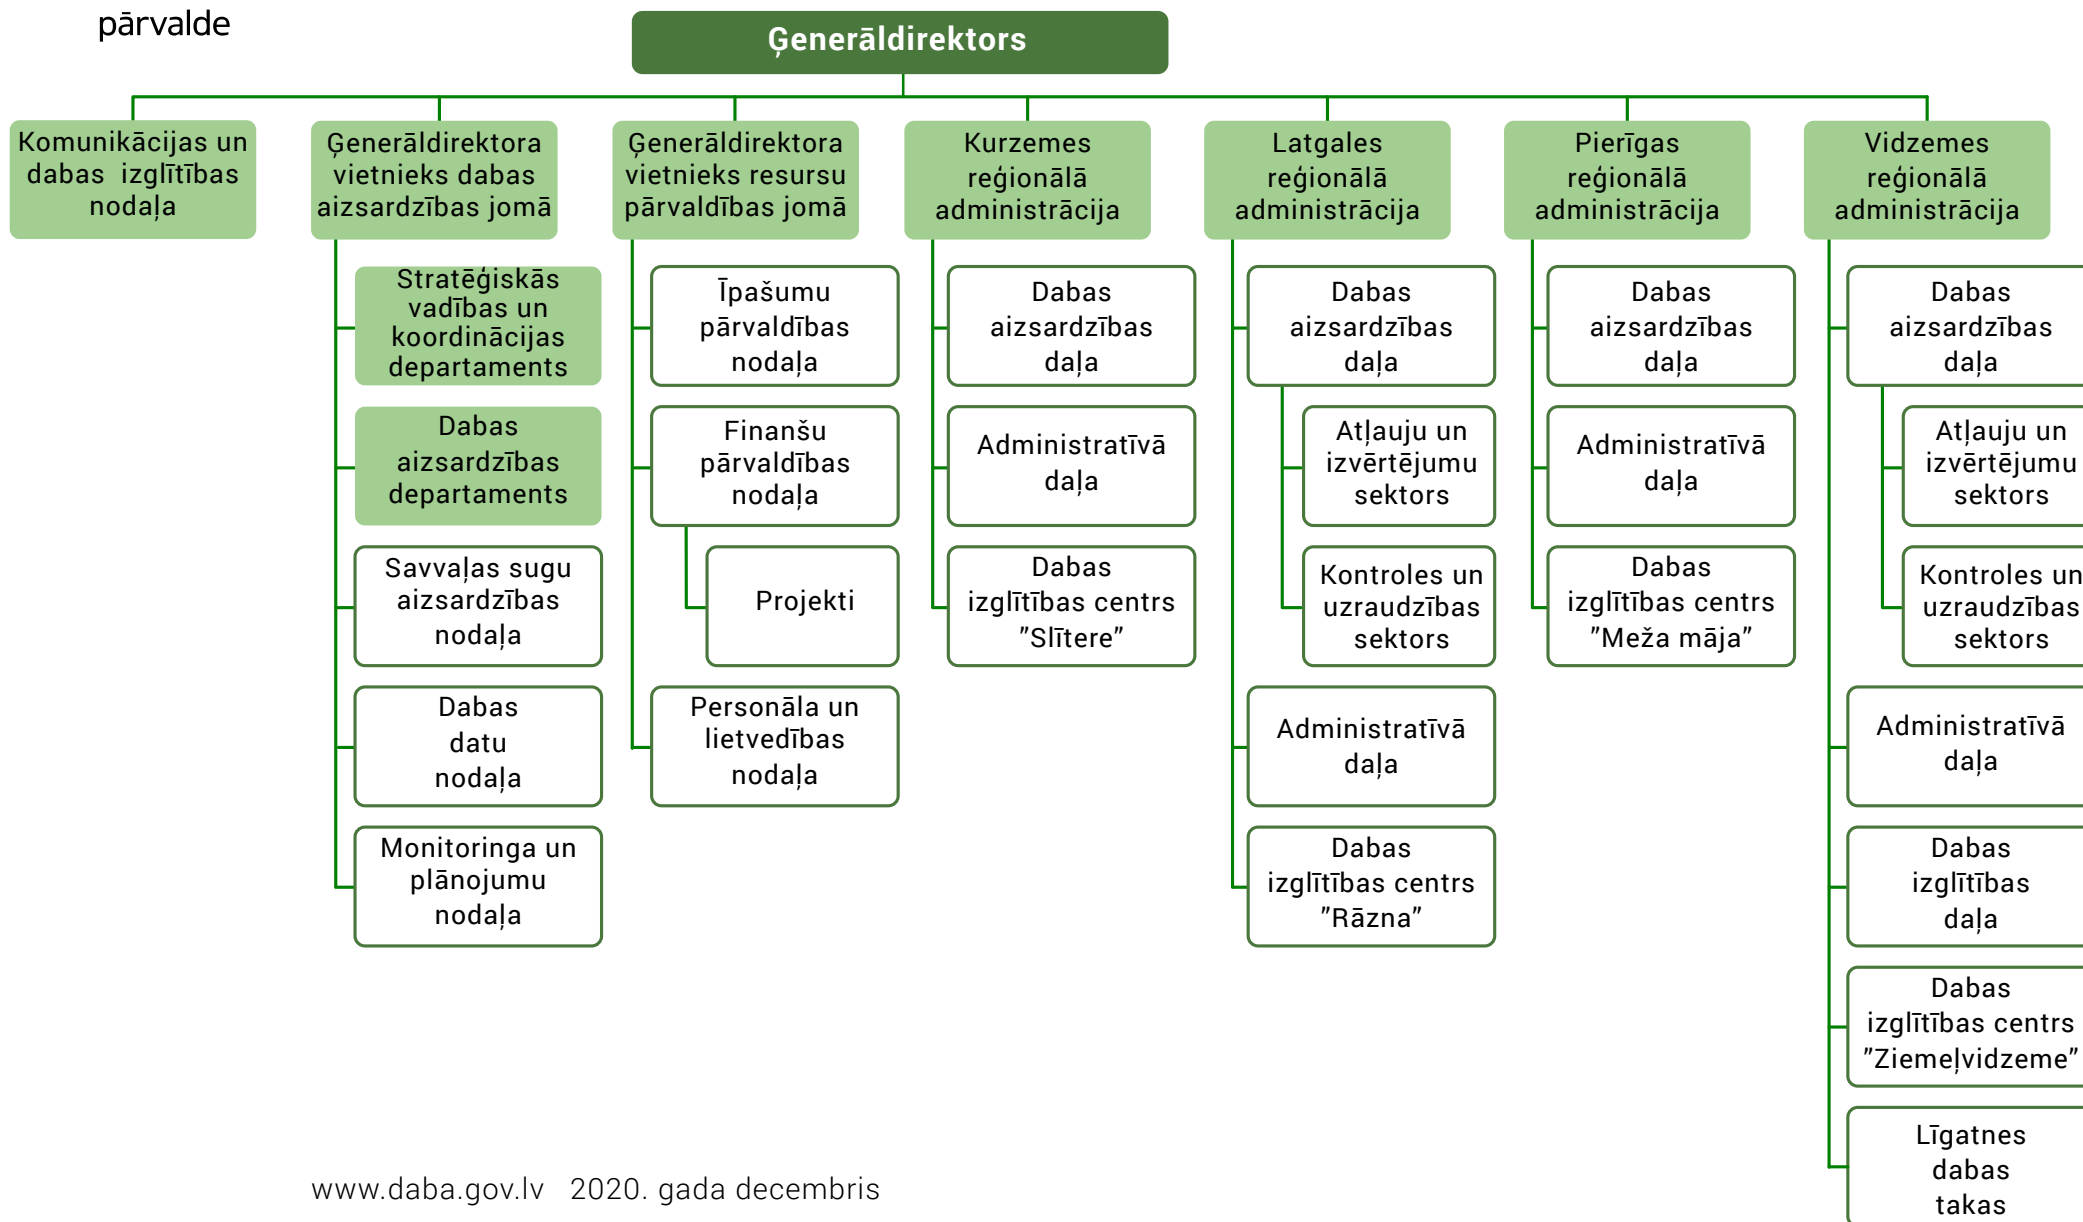 pārvalde
Ģenerāldirektors
Komunikācijas un
dabas izglītības
nodaļa
Ģenerāldirektora
vietnieks dabas
aizsardzības jomā
Stratēģiskās
vadības un
koordinācijas
departaments
Dabas
aizsardzības
departaments
Savvaļas sugu
aizsardzības
nodaļa
Dabas
datu
nodaļa
Monitoringa un
plānojumu
nodaļa
Ģenerāldirektora
vietnieks resursu
pārvaldības jomā
Īpašumu
pārvaldības
nodaļa
Finanšu
pārvaldības
nodaļa
Projekti
Personāla un
lietvedības
nodaļa
Kurzemes
reģionālā
administrācija
Dabas
aizsardzības
daļa
Administratīvā
daļa
Dabas
izglītības centrs
”Slītere”
Latgales
reģionālā
administrācija
Dabas
aizsardzības
daļa
Atļauju un
izvērtējumu
sektors
Kontroles un
uzraudzības
sektors
Administratīvā
daļa
Dabas
izglītības centrs
”Rāzna”
Pierīgas
reģionālā
administrācija
Dabas
aizsardzības
daļa
Administratīvā
daļa
Dabas
izglītības centrs
”Meža māja”
Vidzemes
reģionālā
administrācija
Dabas
aizsardzības
daļa
Atļauju un
izvērtējumu
sektors
Kontroles un
uzraudzības
sektors
Administratīvā
daļa
Dabas
izglītības
daļa
Dabas
izglītības centrs
”Ziemeļvidzeme”
Līgatnes
dabas
takas
www.daba.gov.lv 2020. gada decembris